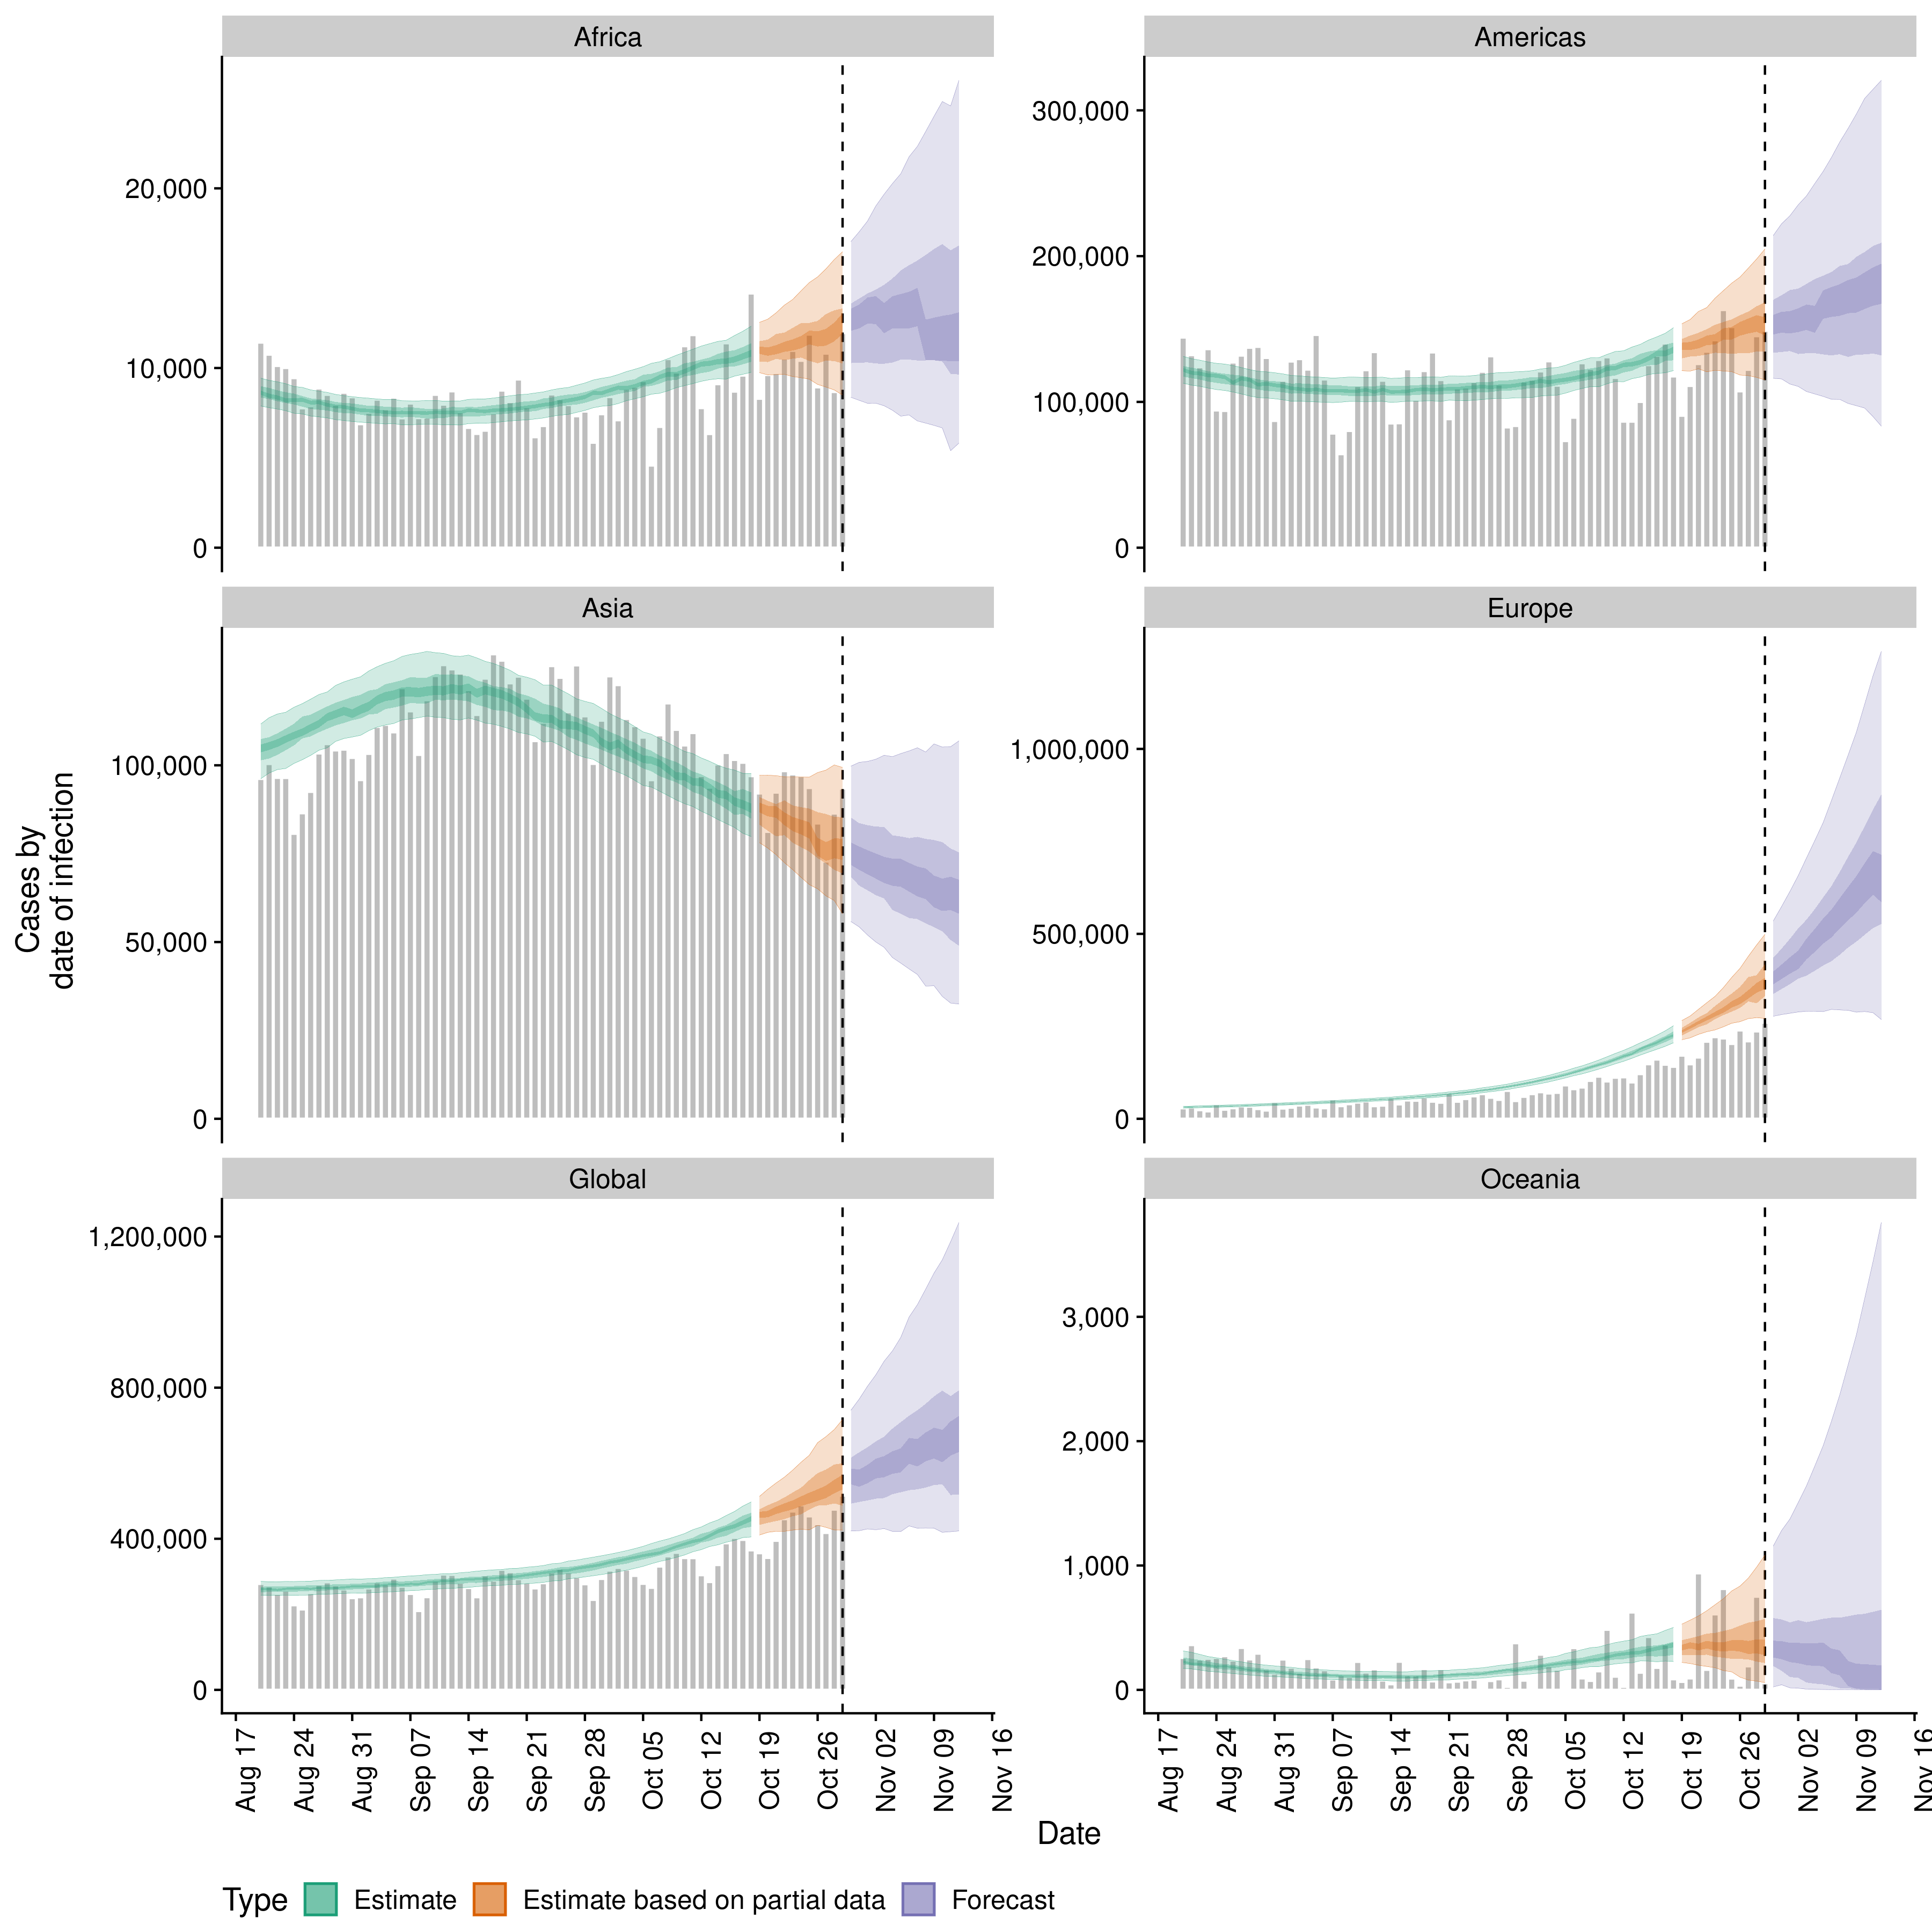 Africa
Americas
20,000
10,000
0
300,000
200,000
100,000
0
Asia
Europe
100,000
50,000
0
1,000,000
500,000
0
Cases by
date of infection
Global
Oceania
1,200,000
800,000
400,000
0
3,000
2,000
1,000
0
Aug 17
Aug 24
Aug 31
Sep 07
Sep 14
Sep 21
Sep 28
Oct 05
Oct 12
Oct 19
Oct 26
Nov 02
Nov 09
Nov 16
Aug 17
Aug 24
Aug 31
Sep 07
Sep 14
Sep 21
Sep 28
Oct 05
Oct 12
Oct 19
Oct 26
Nov 02
Nov 09
Nov 16
Date
Type Estimate Estimate based on partial data Forecast